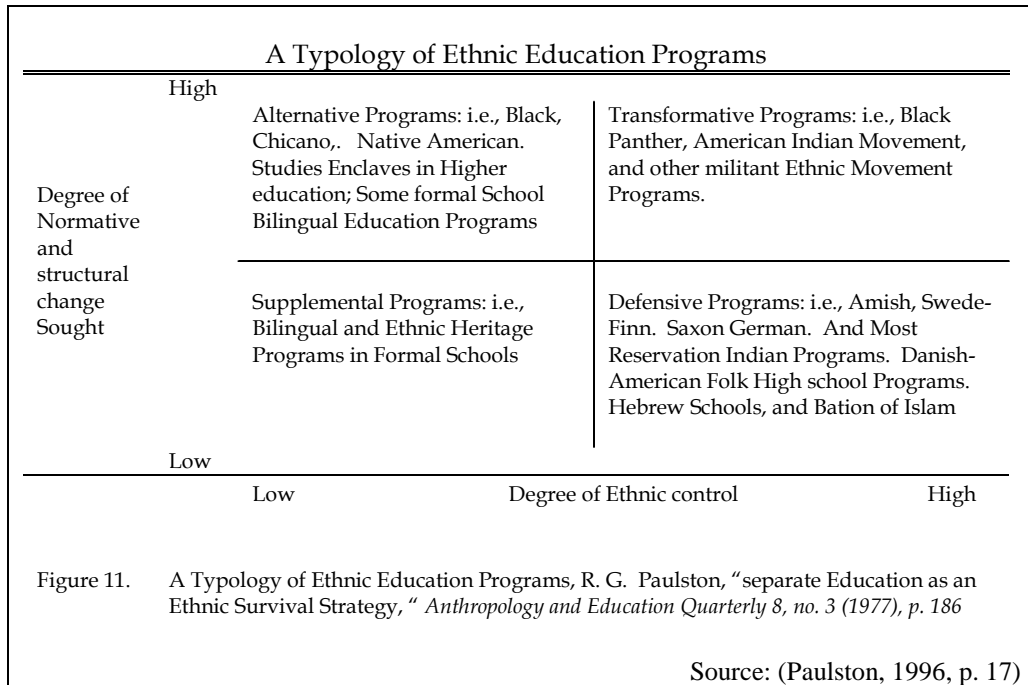 A Typology of Ethnic Education Programs
High
Alternative Programs: i.e., Black,
Chicano,. Native American.
Studies Enclaves in Higher
education; Some formal School
Bilingual Education Programs
Transformative Programs: i.e., Black
Panther, American Indian Movement,
and other militant Ethnic Movement
Programs.
Degree of
Normative
and
structural
change
Sought
Supplemental Programs: i.e.,
Bilingual and Ethnic Heritage
Programs in Formal Schools
Defensive Programs: i.e., Amish, Swede-
Finn. Saxon German. And Most
Reservation Indian Programs. Danish-
American Folk High school Programs.
Hebrew Schools, and Bation of Islam
Low
Low Degree of Ethnic control High
Figure 11. A Typology of Ethnic Education Programs, R. G. Paulston, “separate Education as an
Ethnic Survival Strategy, “ Anthropology and Education Quarterly 8, no. 3 (1977), p. 186
Source: (Paulston, 1996, p. 17)